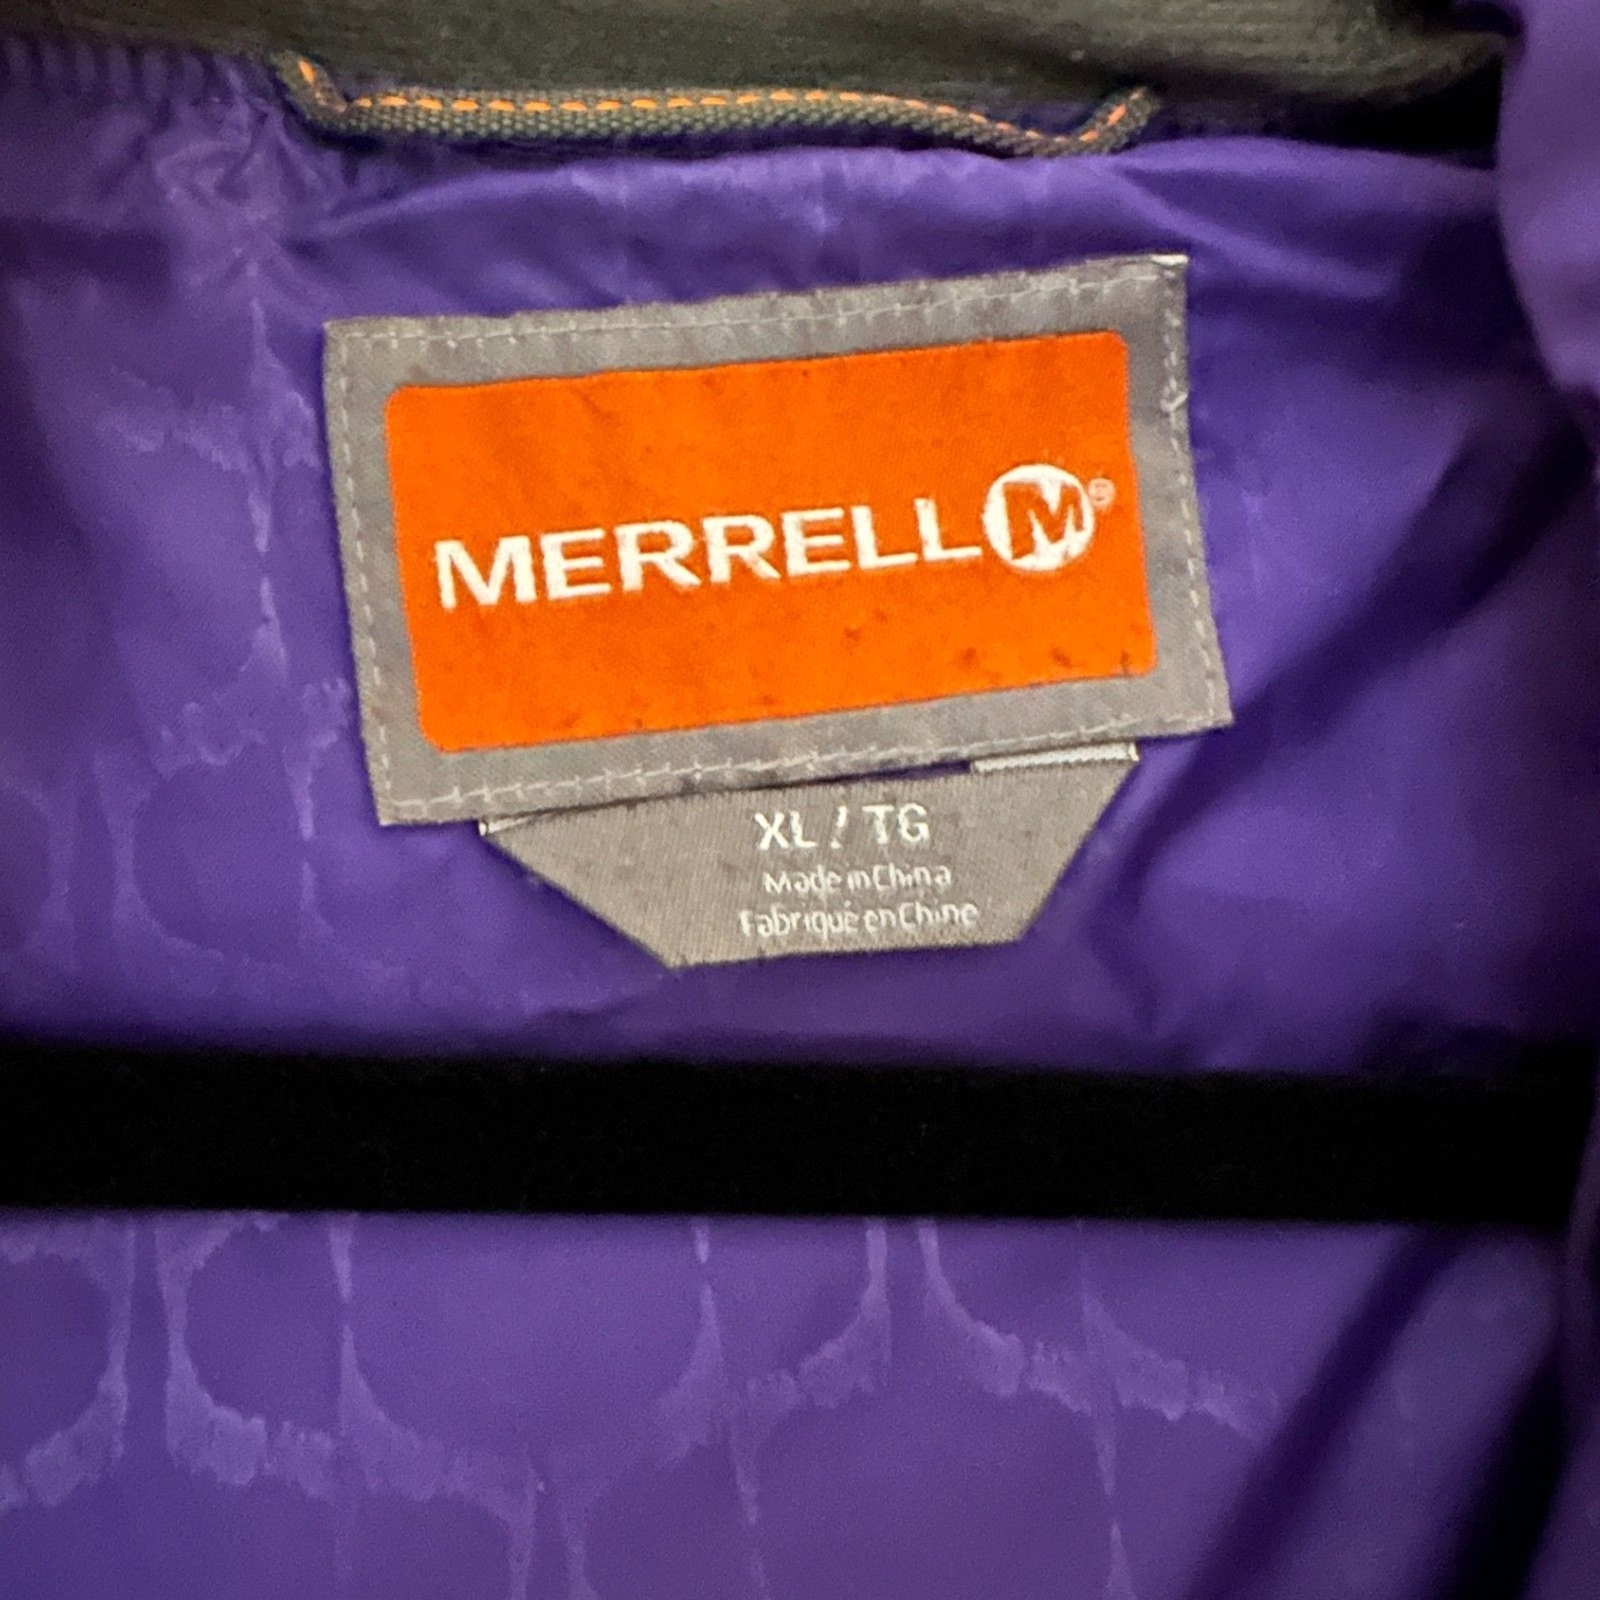 MERRELL M®
XL / TG
Made in China
Fabriqué en Chine